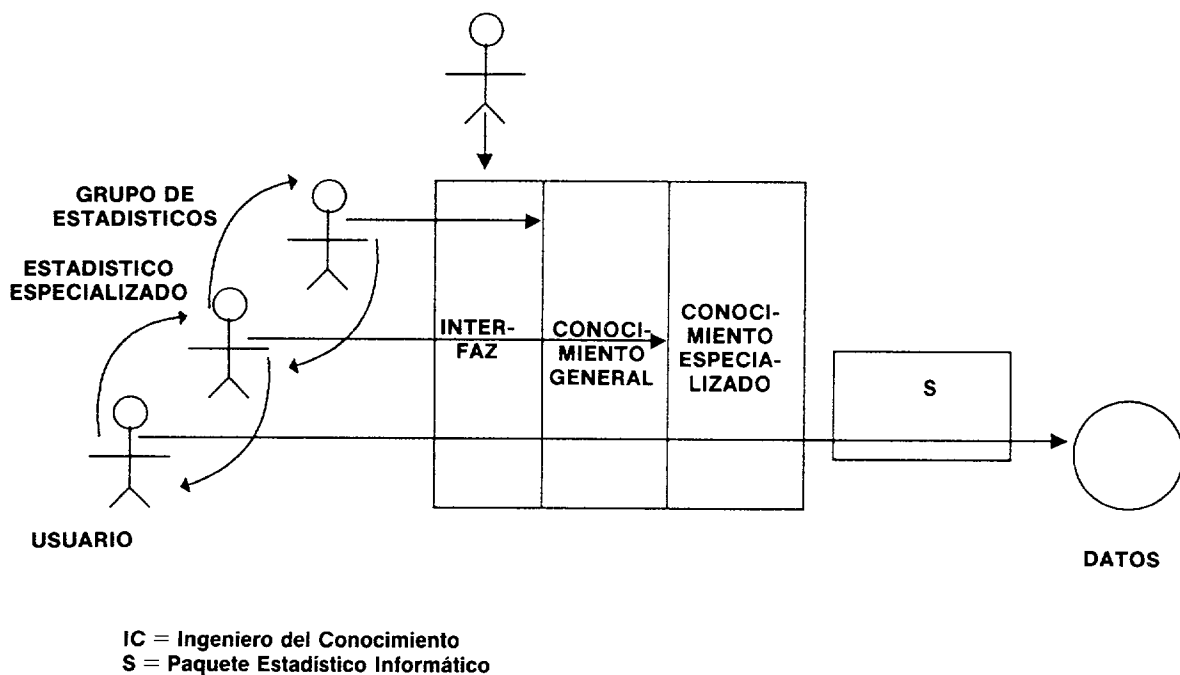 GRUPO DE
ESTADISTICOS
ESTADISTICO
ESPECIALIZADO
USUARIO
INTER-
FAZ
CONOCI-
MIENTO
GENERAL
CONOCI-
MIENTO
ESPECIA-
LIZADO
S
DATOS
IC = Ingeniero del Conocimiento
S = Paquete Estadístico Informático